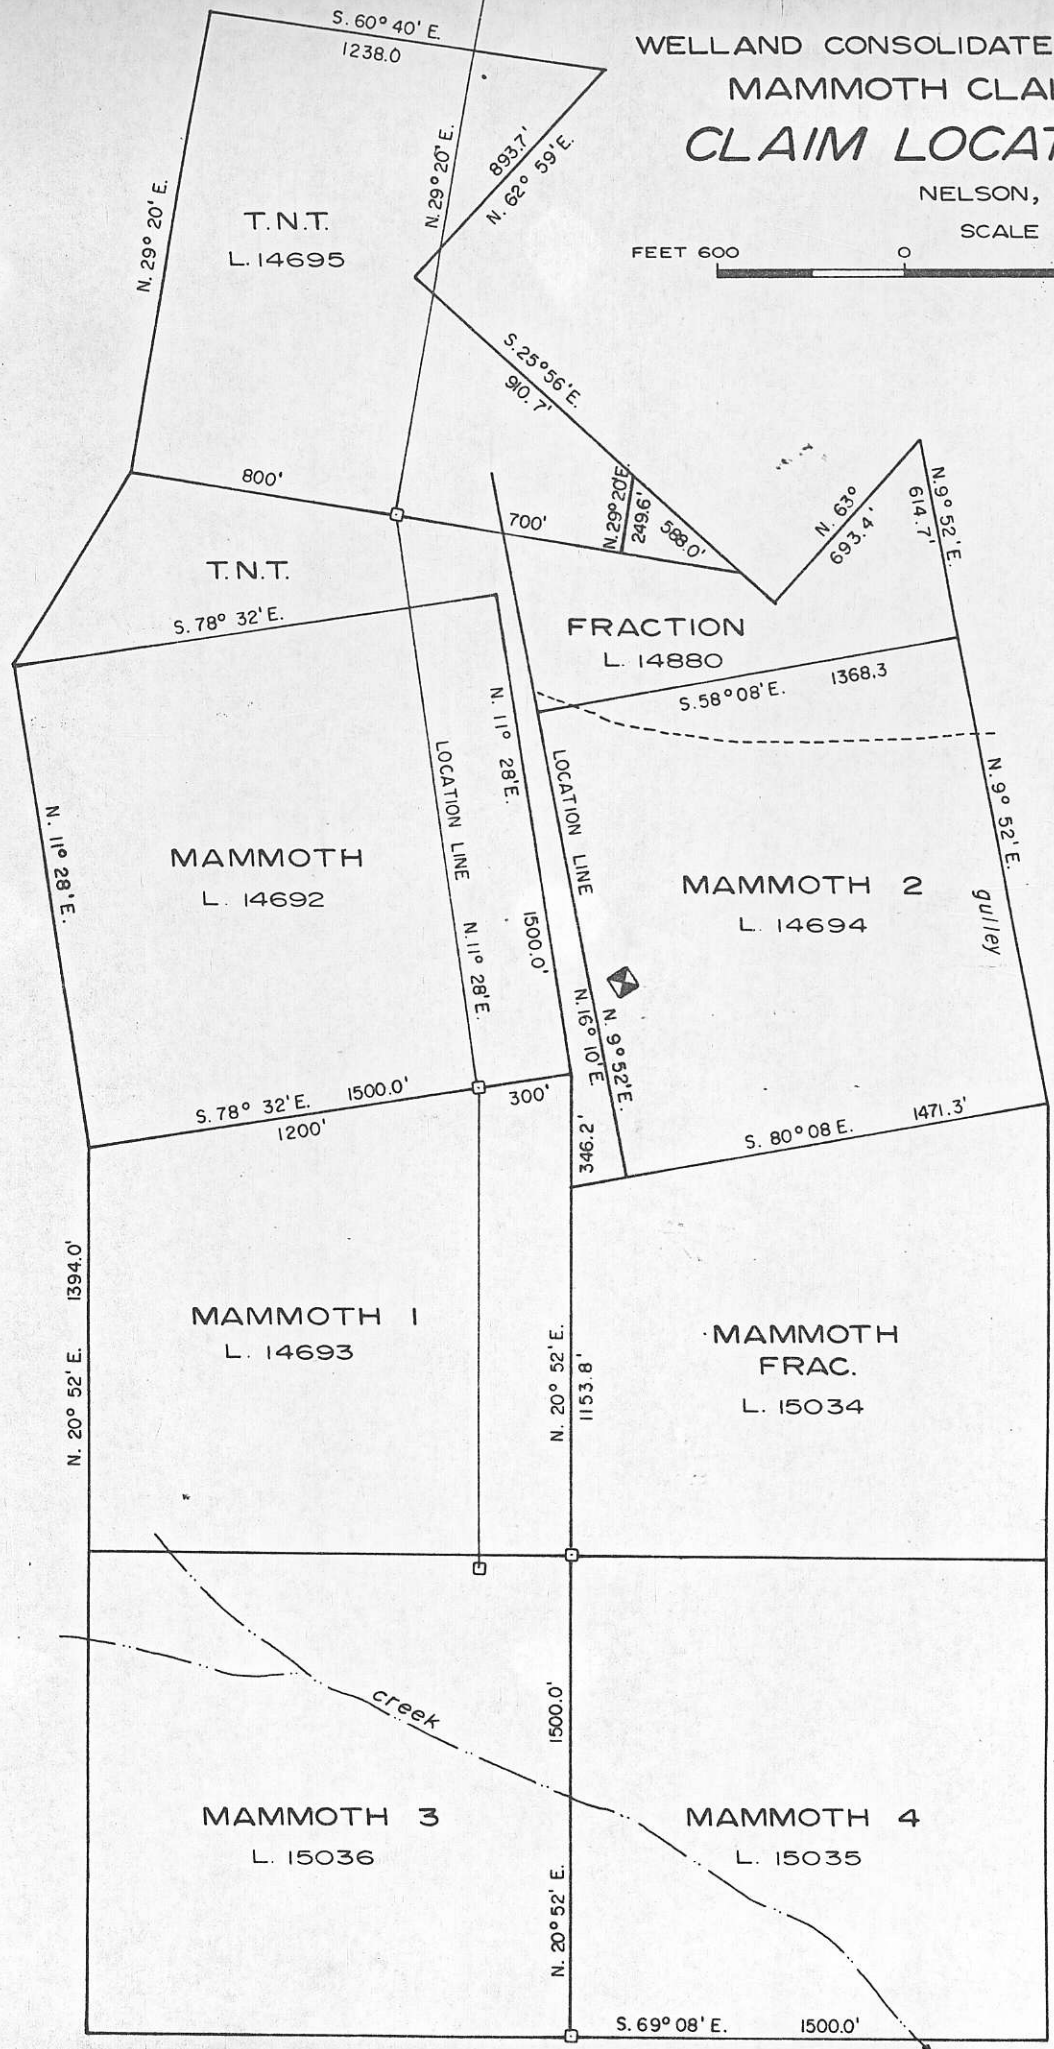 WELLAND CONSOLIDATE
MAMMOTH CLAI
CLAIM LOCAT
NELSON,
SCALE
FEET 600 0
S. 60° 40' E.
1238.0
N. 29° 20' E.
N. 29° 20' E.
893.7'
N. 62° 59' E.
T.N.T.
L. 14695
S. 25° 56' E.
910.7'
800'
700'
N. 29° 20' E.
249.6'
588.0'
N. 63°
693.4'
N. 9° 52' E.
614.7'
T.N.T.
FRACTION
L. 14880
S. 78° 32' E.
S. 58° 08' E. 1368.3
N. 11° 28' E.
LOCATION LINE N. 11° 28' E.
N. 11° 28' E. 1500.0'
LOCATION LINE N. 9° 52' E.
N. 16° 10' E
N. 9° 52' E.
gulley
MAMMOTH
L. 14692
MAMMOTH 2
L. 14694
S. 78° 32' E. 1500.0'
1200' 300'
346.2'
S. 80° 08 E. 1471.3'
N. 20° 52' E. 1394.0'
MAMMOTH 1
L. 14693
N. 20° 52' E.
1153.8'
MAMMOTH
FRAC.
L. 15034
creek
N. 20° 52' E. 1500.0'
MAMMOTH 3
L. 15036
MAMMOTH 4
L. 15035
S. 69° 08' E. 1500.0'